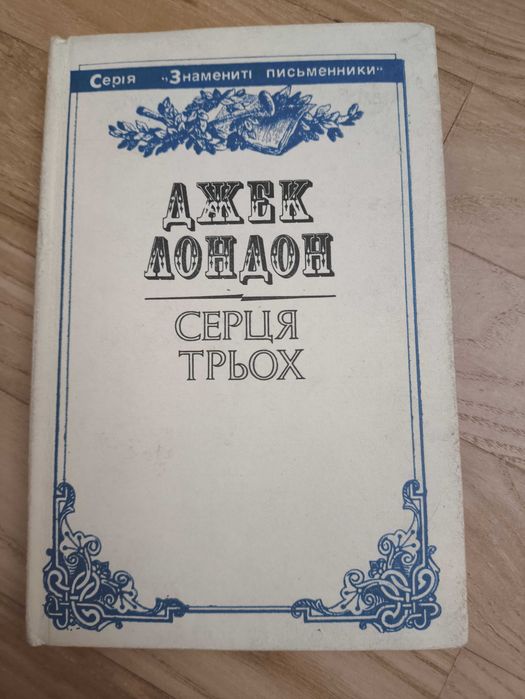 Серія „Знамениті письменники"
ДЖЕК
ЛОНДОН
СЕРЦЯ
ТРЬОХ